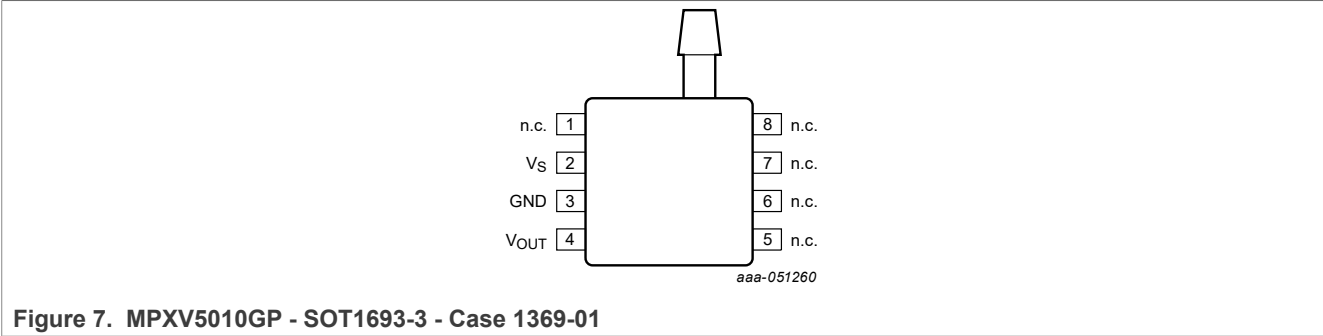 n.c. 1 8 n.c.
VS 2 7 n.c.
GND 3 6 n.c.
VOUT 4 5 n.c.
aaa-051260
Figure 7. MPXV5010GP - SOT1693-3 - Case 1369-01